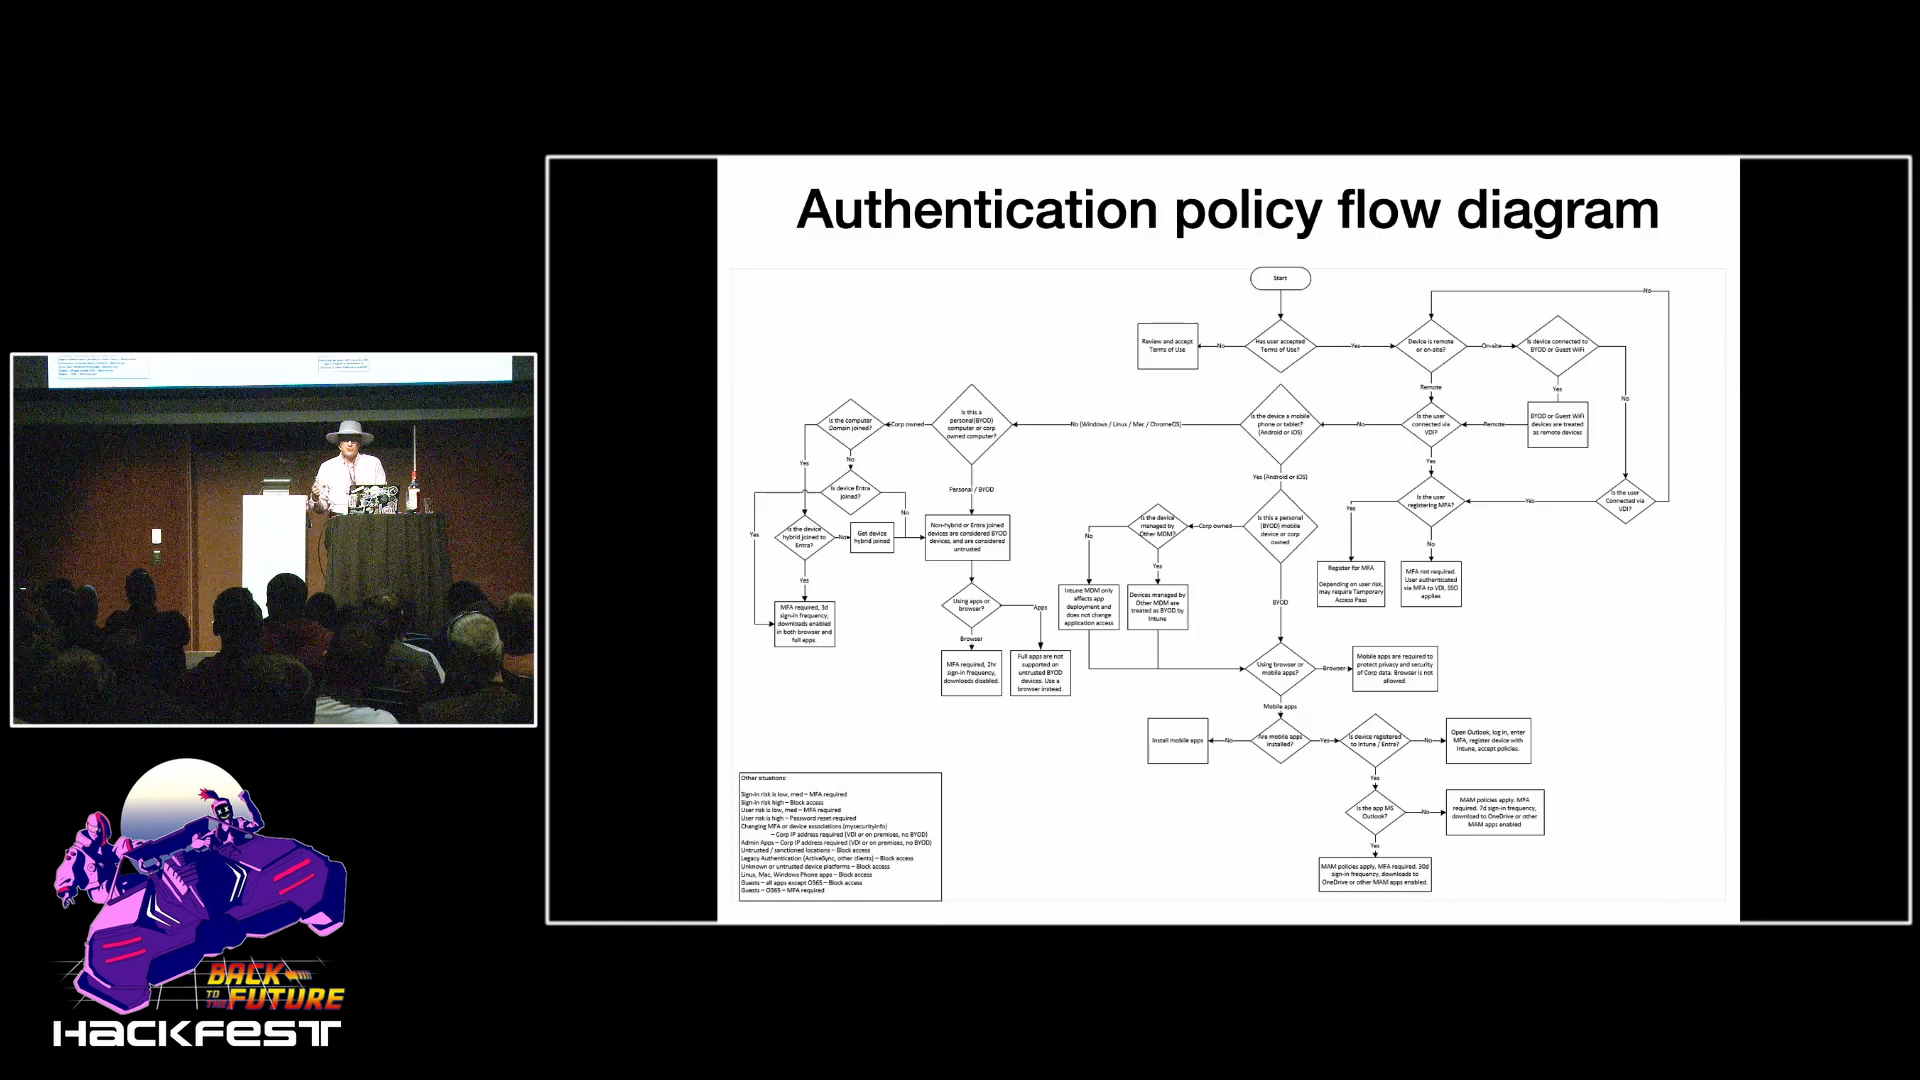 Authentication policy flow diagram
Start
Review and accept
Terms of Use
No
Has user accepted
Terms of Use?
Yes
Device is remote
or on-site?
On-site
Is device connected to
BYOD or Guest WiFi
No
Remote
Yes
No
Is the computer
Domain joined?
Corp owned
Is this a
personal(BYOD)
computer or corp
owned computer?
No (Windows / Linux / Mac / ChromeOS)
Is the device a mobile
phone or tablet?
(Android or iOS)
No
Is the user
connected via
VDI?
Remote
BYOD or Guest WiFi
devices are treated
as remote devices
Yes
No
Yes
Yes (Android or iOS)
Is device Entra
joined?
Personal / BYOD
Is the user
registering MFA?
Yes
Is the user
Connected via
VDI?
Yes
No
Yes
No
Is the device
hybrid joined to
Entra?
No
Get device
hybrid joined
Non-hybrid or Entra joined
devices are considered BYOD
devices, and are considered
untrusted
Is the device
managed by
Other MDM?
Corp owned
Is this a personal
(BYOD) mobile
device or corp
owned
No
Yes
Yes
Register for MFA
Depending on user risk,
may require Temporary
Access Pass
MFA not required.
User authenticated
via MFA to VDI, SSO
applies
MFA required, 3d
sign-in frequency,
downloads enabled
in both browser and
full apps.
Using apps or
browser?
Apps
Browser
Intune MDM only
affects app
deployment and
does not change
application access
Devices managed by
Other MDM are
treated as BYOD by
Intune
BYOD
MFA required, 2hr
sign-in frequency,
downloads disabled.
Full apps are not
supported on
untrusted BYOD
devices. Use a
browser instead.
Using browser or
mobile apps?
Browser
Mobile apps are required to
protect privacy and security
of Corp data. Browser is not
allowed.
Mobile apps
Install mobile apps
No
Are mobile apps
installed?
Yes
Is device registered
to Intune / Entra?
No
Open Outlook, log in, enter
MFA, register device with
Intune, accept policies.
Yes
Is the app MS
Outlook?
No
MAM policies apply. MFA
required. 7d sign-in frequency,
download to OneDrive or other
MAM apps enabled
Yes
MAM policies apply, MFA required. 30d
sign-in frequency, downloads to
OneDrive or other MAM apps enabled.
Other situations:
Sign-in risk is low, med – MFA required
Sign-in risk high – Block access
User risk is low, med – MFA required
User risk is high – Password reset required
Changing MFA or device associations (mysecurityinfo)
– Corp IP address required (VDI or on premises, no BYOD)
Admin Apps – Corp IP address required (VDI or on premises, no BYOD)
Untrusted / sanctioned locations – Block access
Legacy Authentication (ActiveSync, other clients) – Block access
Unknown or untrusted device platforms – Block access
Linux, Mac, Windows Phone apps – Block access
Guests – all apps except O365 – Block access
Guests – O365 – MFA required
BACK
TO
THE FUTURE
HACKFEST